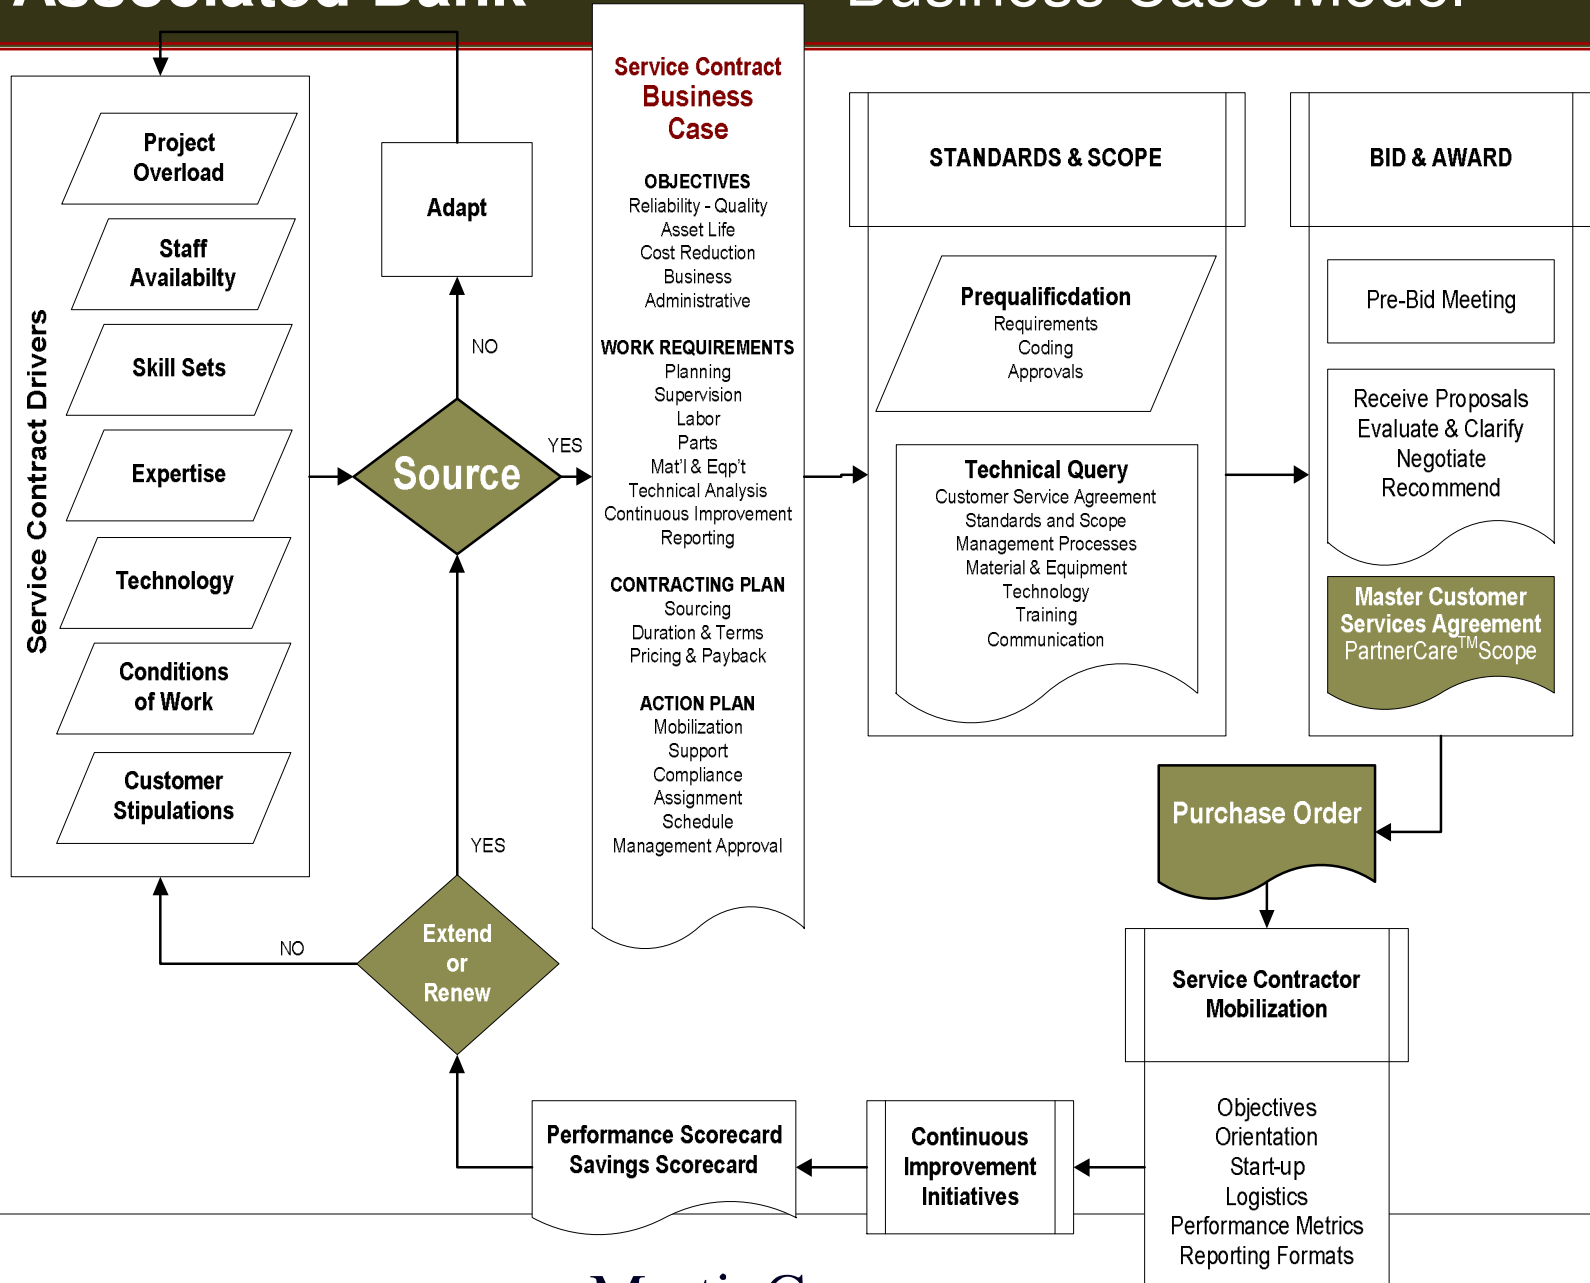 Associated Bank
Business Case Model
Service Contract Drivers
Project
Overload
Staff
Availabilty
Skill Sets
Expertise
Technology
Conditions
of Work
Customer
Stipulations
Adapt
NO
Source
YES
YES
Extend
or
Renew
NO
Service Contract
Business
Case
OBJECTIVES
Reliability - Quality
Asset Life
Cost Reduction
Business
Administrative
WORK REQUIREMENTS
Planning
Supervision
Labor
Parts
Mat'l & Eqp't
Technical Analysis
Continuous Improvement
Reporting
CONTRACTING PLAN
Sourcing
Duration & Terms
Pricing & Payback
ACTION PLAN
Mobilization
Support
Compliance
Assignment
Schedule
Management Approval
STANDARDS & SCOPE
Prequalificdation
Requirements
Coding
Approvals
Technical Query
Customer Service Agreement
Standards and Scope
Management Processes
Material & Equipment
Technology
Training
Communication
BID & AWARD
Pre-Bid Meeting
Receive Proposals
Evaluate & Clarify
Negotiate
Recommend
Master Customer
Services Agreement
PartnerCare™Scope
Purchase Order
Service Contractor
Mobilization
Objectives
Orientation
Start-up
Logistics
Performance Metrics
Reporting Formats
Continuous
Improvement
Initiatives
Performance Scorecard
Savings Scorecard